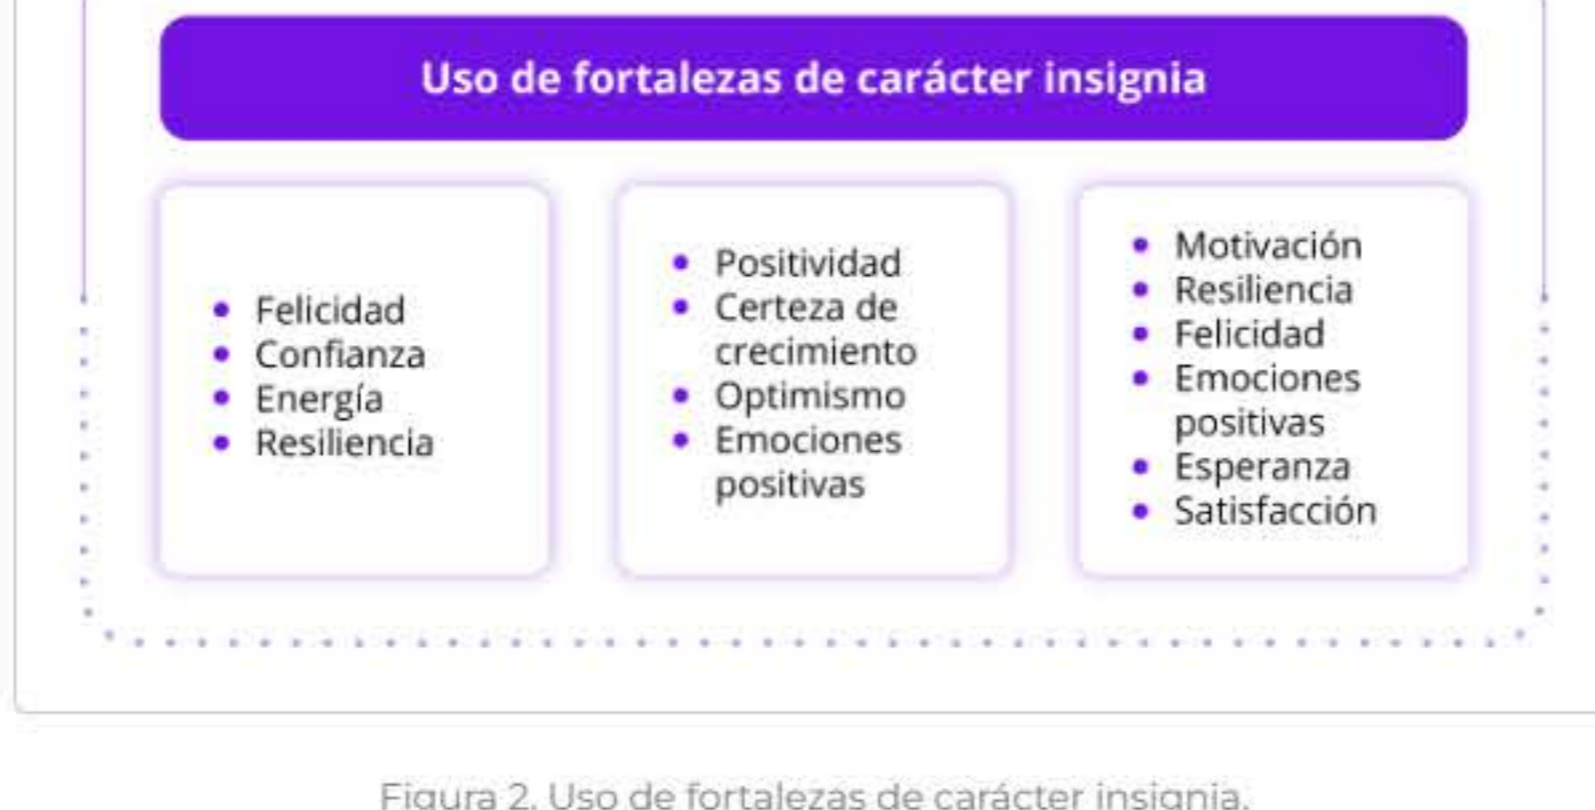 Uso de fortalezas de carácter insignia
Felicidad
Confianza
Energía
Resiliencia
Positividad
Certeza de
crecimiento
Optimismo
Emociones
positivas
Motivación
Resiliencia
Felicidad
Emociones
positivas
Esperanza
Satisfacción
Figura 2. Uso de fortalezas de carácter insignia.